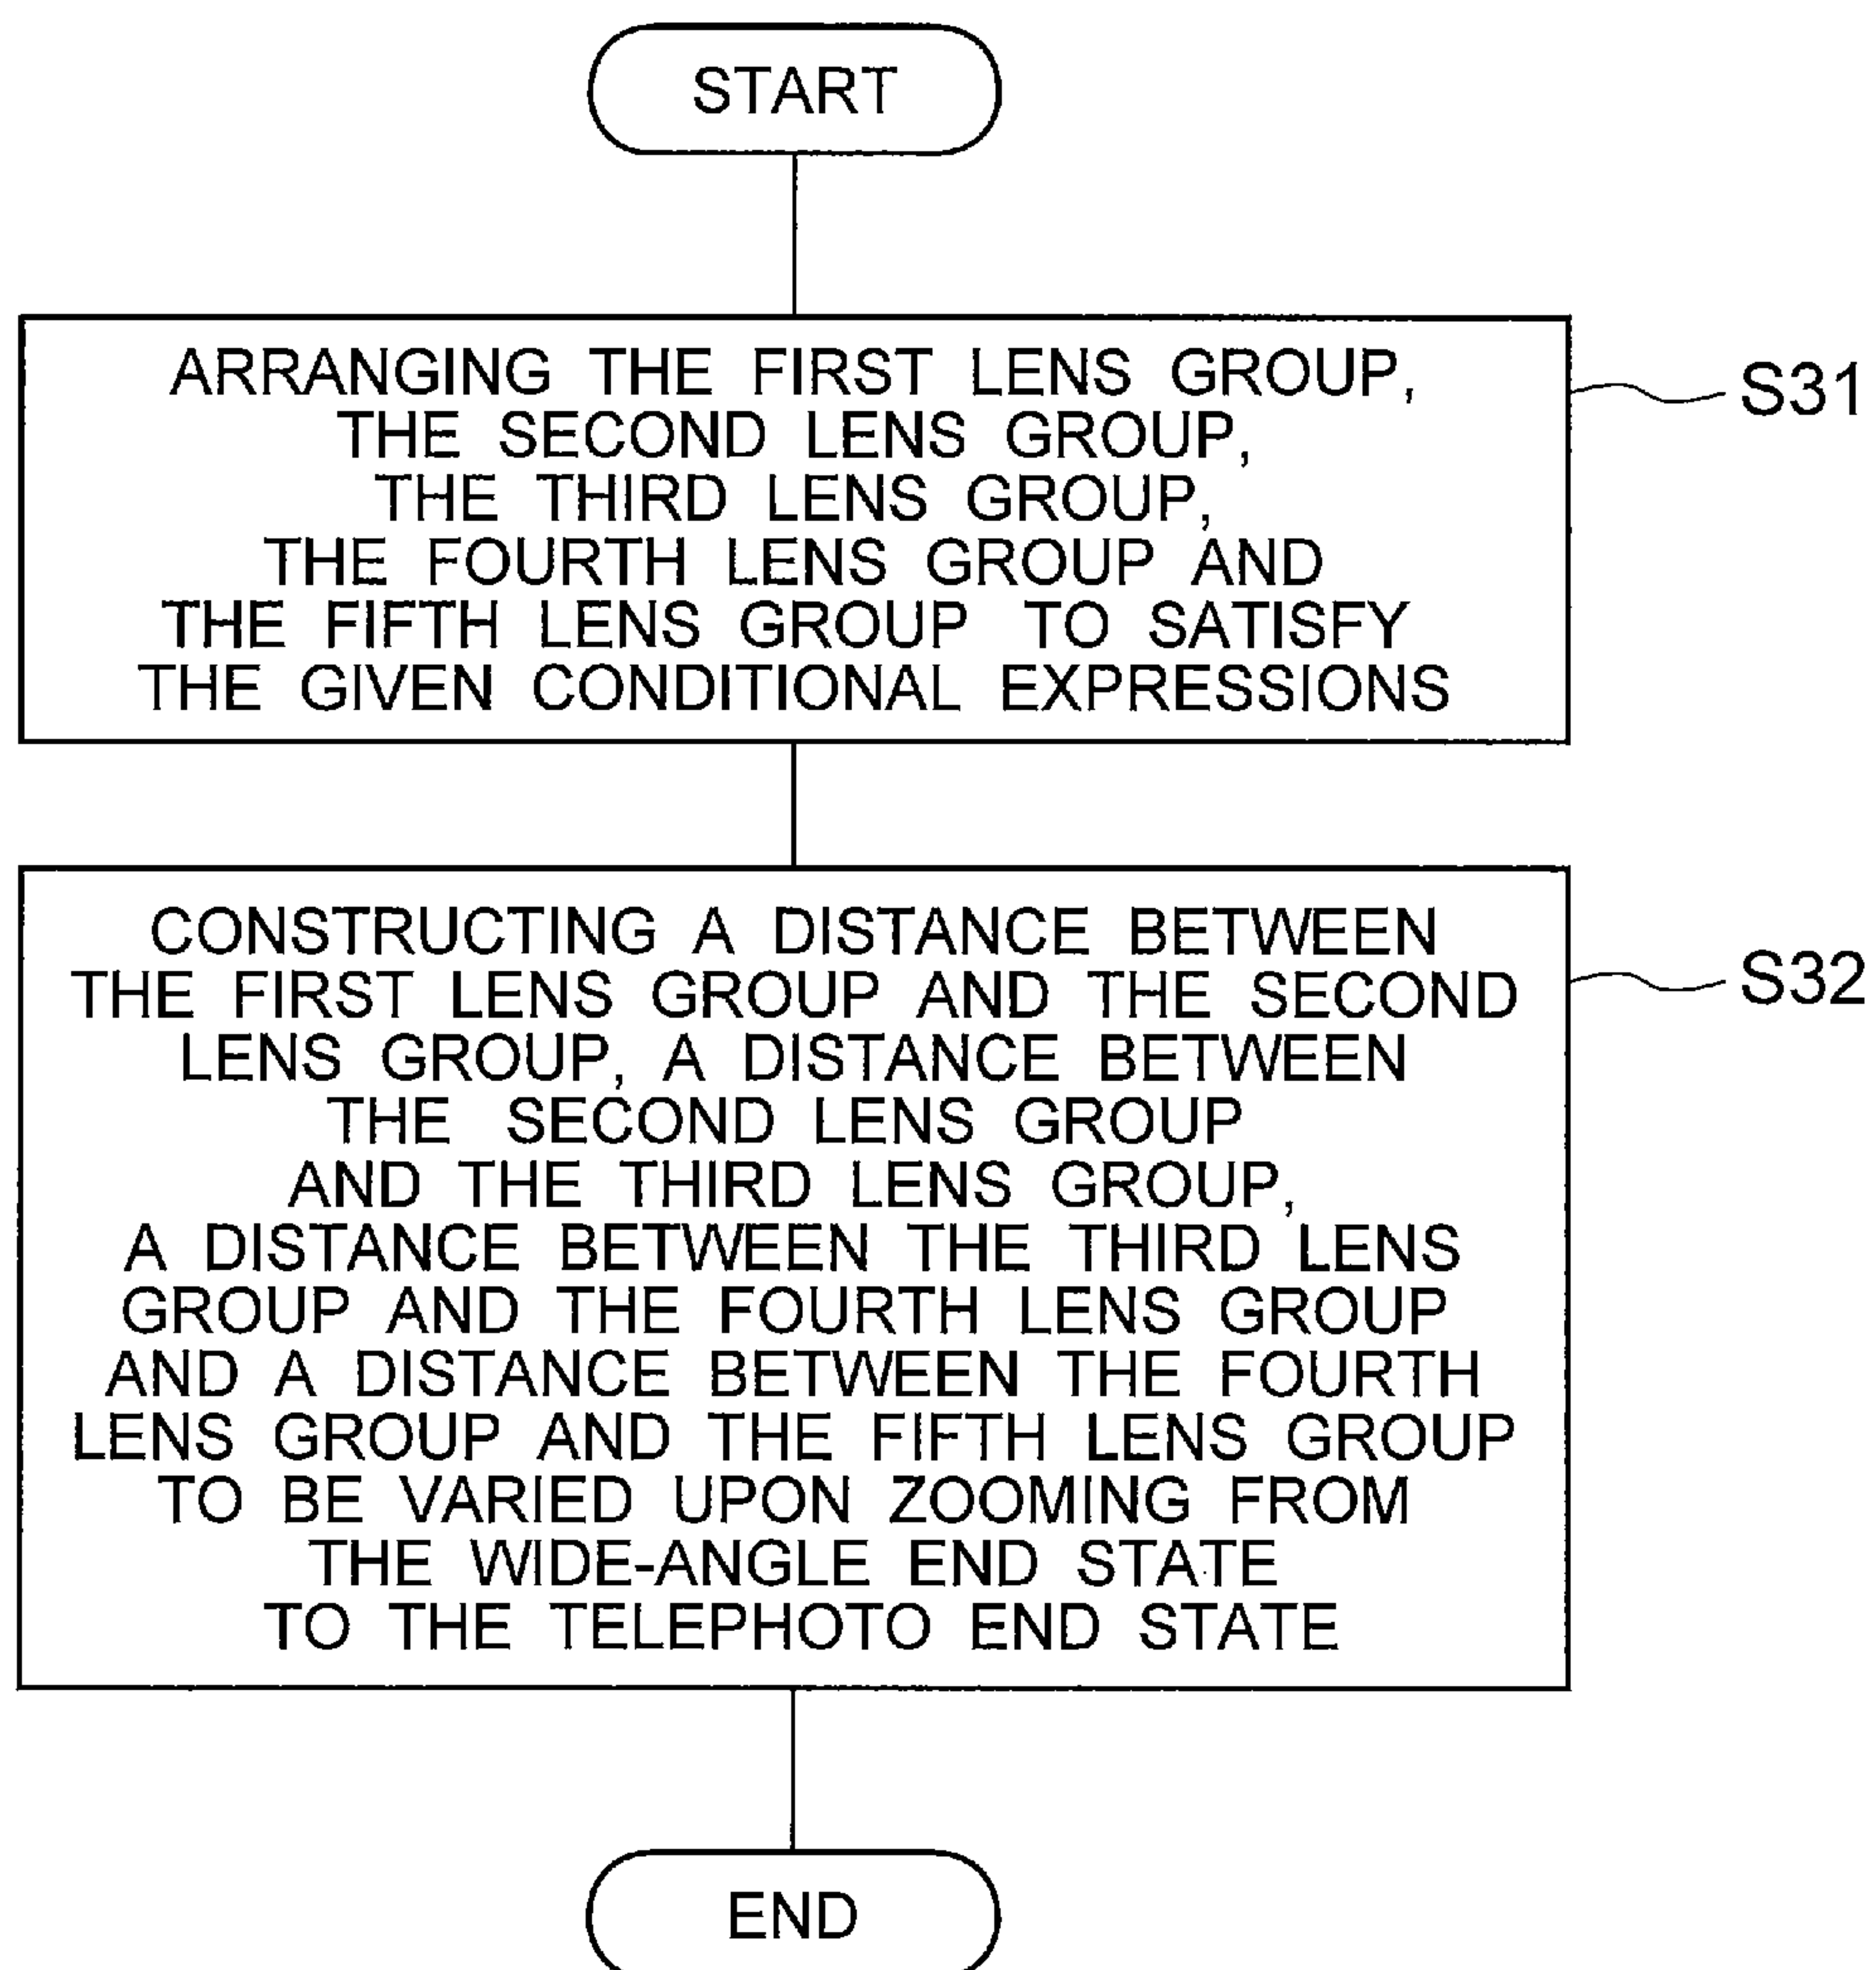 START
ARRANGING THE FIRST LENS GROUP,
THE SECOND LENS GROUP,
THE THIRD LENS GROUP,
THE FOURTH LENS GROUP AND
THE FIFTH LENS GROUP TO SATISFY
THE GIVEN CONDITIONAL EXPRESSIONS
S31
CONSTRUCTING A DISTANCE BETWEEN
THE FIRST LENS GROUP AND THE SECOND
LENS GROUP, A DISTANCE BETWEEN
THE SECOND LENS GROUP
AND THE THIRD LENS GROUP,
A DISTANCE BETWEEN THE THIRD LENS
GROUP AND THE FOURTH LENS GROUP
AND A DISTANCE BETWEEN THE FOURTH
LENS GROUP AND THE FIFTH LENS GROUP
TO BE VARIED UPON ZOOMING FROM
THE WIDE-ANGLE END STATE
TO THE TELEPHOTO END STATE
S32
END